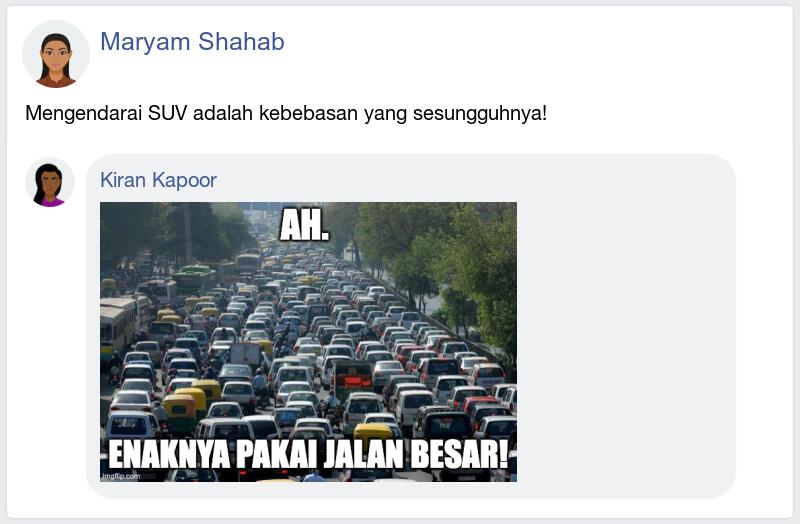 Maryam Shahab
Mengendarai SUV adalah kebebasan yang sesungguhnya!
Kiran Kapoor
AH.
ENAKNYA PAKAI JALAN BESAR!
imgflip.com